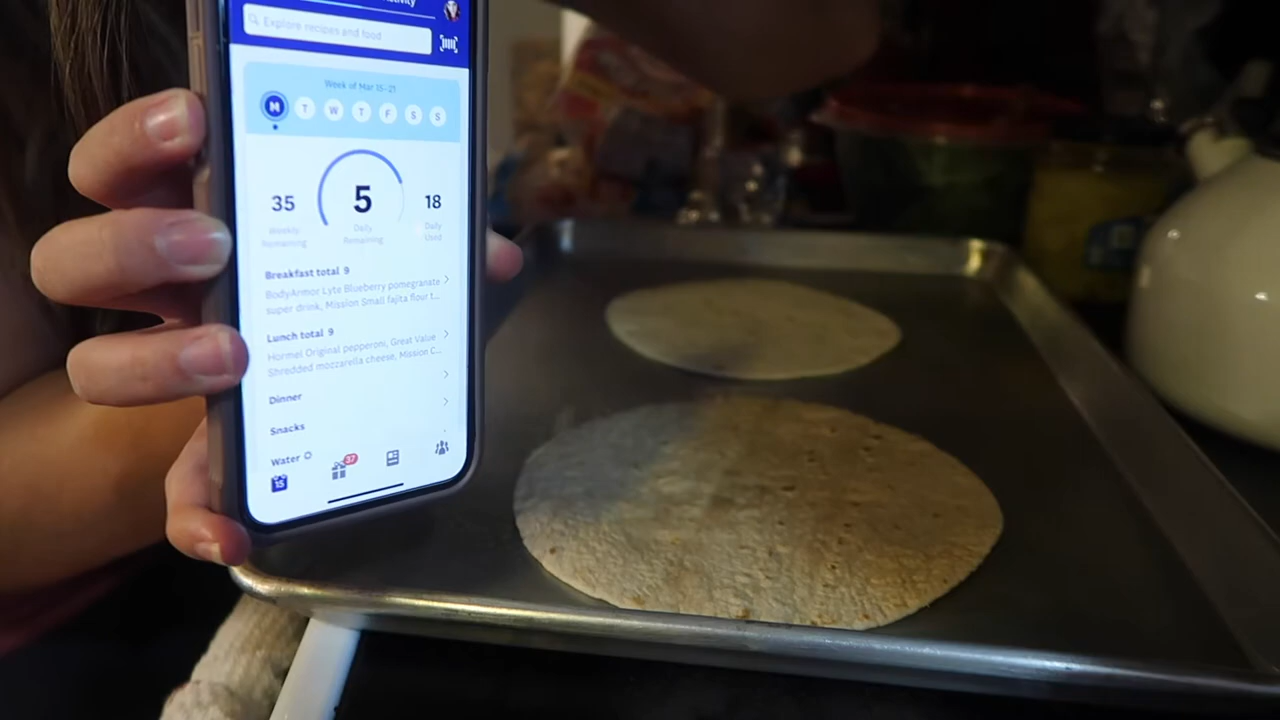 Explore recipes and food
Week of Mar 15-21
M T W T F S S
35 5 18
Weekly Remaining
Daily Remaining
Daily Used
Breakfast total 9
BodyArmor Lyte Blueberry pomegranate
super drink, Mission Small fajita flour t...
Lunch total 9
Hormel Original pepperoni, Great Value
Shredded mozzarella cheese, Mission C...
Dinner
Snacks
Water
15
37